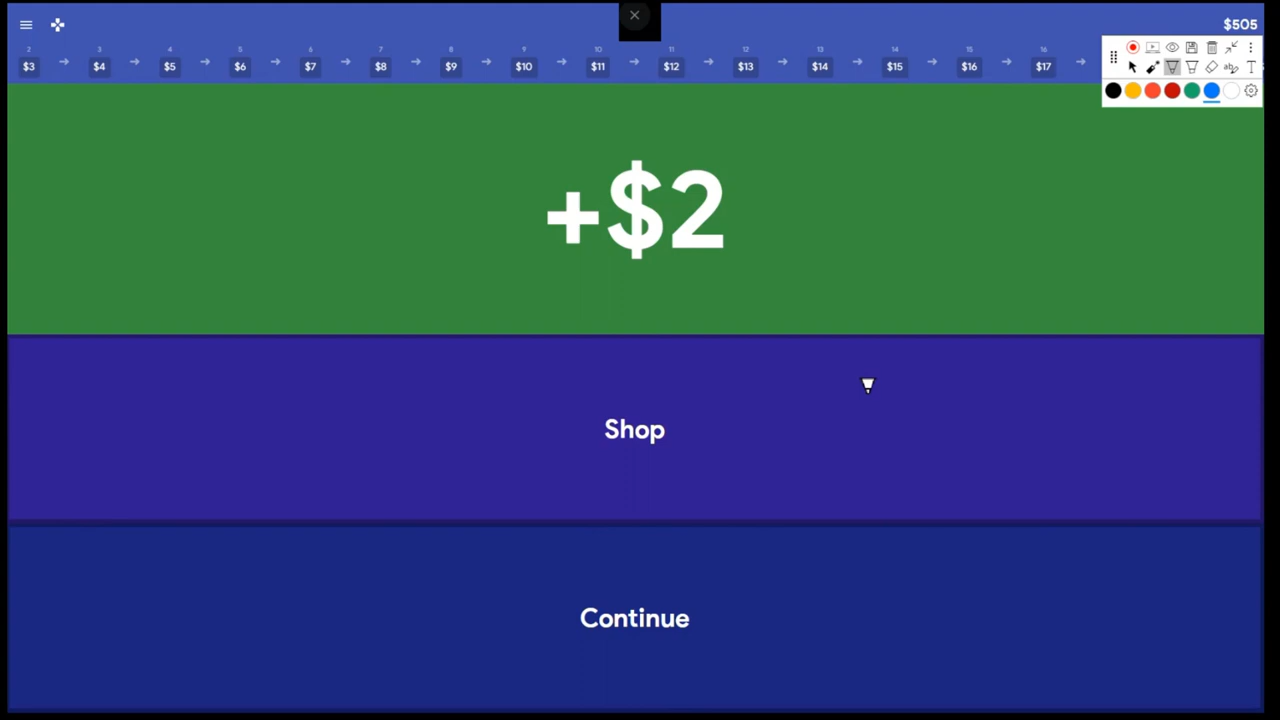 $505
2 3 4 5 6 7 8 9 10 11 12 13 14 15 16
$3 $4 $5 $6 $7 $8 $9 $10 $11 $12 $13 $14 $15 $16 $17
ab
T
+$2
Shop
Continue